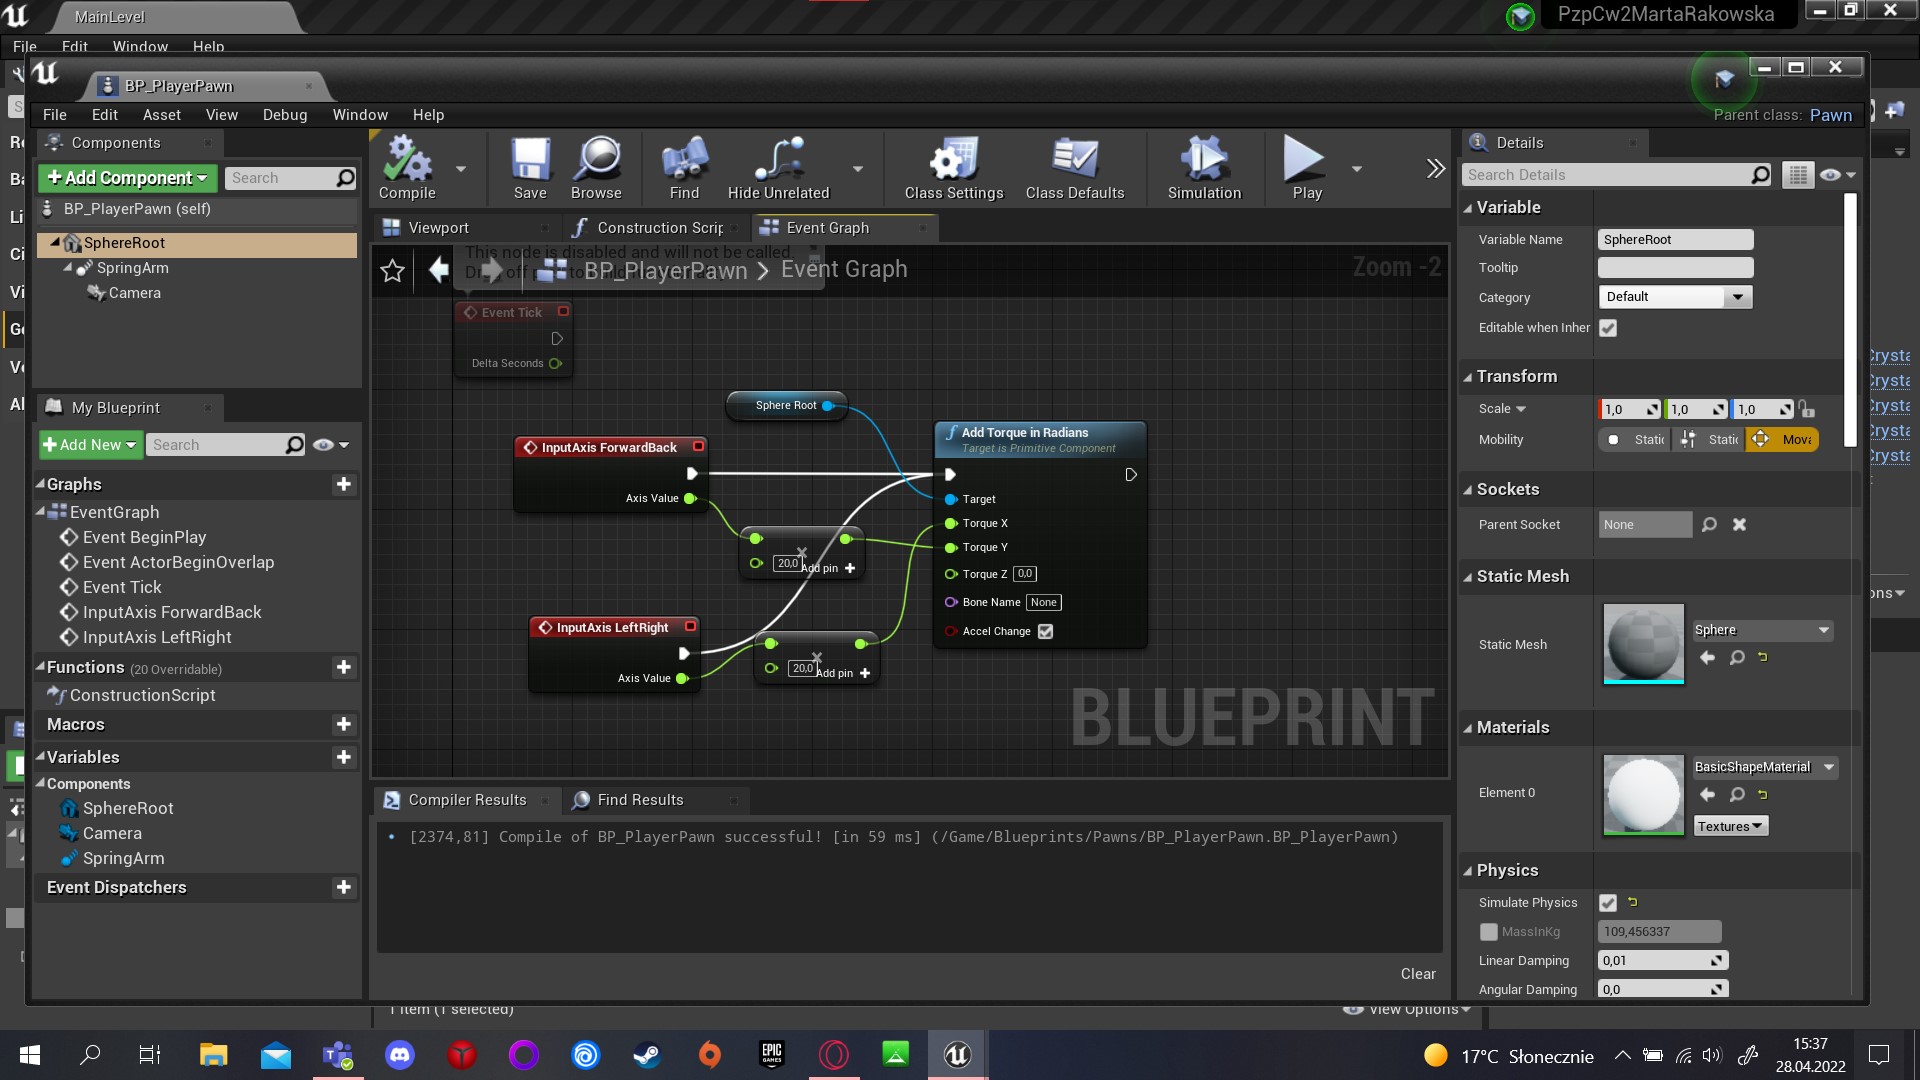 MainLevel
PzpCw2MartaRakowska
File Edit Window Help
BP_PlayerPawn
File Edit Asset View Debug Window Help
Parent class: Pawn
Components
+Add Component
Search
BP_PlayerPawn (self)
SphereRoot
SpringArm
Camera
My Blueprint
+Add New
Search
Graphs
EventGraph
Event BeginPlay
Event ActorBeginOverlap
Event Tick
InputAxis ForwardBack
InputAxis LeftRight
Functions (20 Overridable)
ConstructionScript
Macros
Variables
Components
SphereRoot
Camera
SpringArm
Event Dispatchers
Compile
Save
Browse
Find
Hide Unrelated
Class Settings
Class Defaults
Simulation
Play
Viewport
Construction Scrip
Event Graph
This node is disabled and will not be called.
BP_PlayerPawn > Event Graph
Zoom -2
Event Tick
Delta Seconds
Sphere Root
InputAxis ForwardBack
Axis Value
20,0
Add pin +
InputAxis LeftRight
Axis Value
20,0
Add pin +
f Add Torque in Radians
Target is Primitive Component
Target
Torque X
Torque Y
Torque Z 0,0
Bone Name None
Accel Change
BLUEPRINT
Compiler Results
Find Results
• [2374,81] Compile of BP_PlayerPawn successful! [in 59 ms] (/Game/Blueprints/Pawns/BP_PlayerPawn.BP_PlayerPawn)
Clear
1 item (1 selected)
View Options
Details
Search Details
Variable
Variable Name SphereRoot
Tooltip
Category Default
Editable when Inher
Transform
Scale 1,0 1,0 1,0
Mobility Static Static Mova
Sockets
Parent Socket None
Static Mesh
Static Mesh
Sphere
Materials
Element 0
BasicShapeMaterial
Textures
Physics
Simulate Physics
MassInKg 109,456337
Linear Damping 0,01
Angular Damping 0,0
Crysta
Crysta
Crysta
Crysta
Crysta
ons
EPIC GAMES
17°C Słonecznie
15:37
28.04.2022